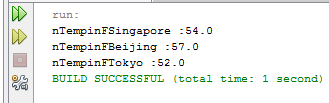 run:
nTempinFSingapore :54.0
nTempinFBeijing :57.0
nTempinFTokyo :52.0
BUILD SUCCESSFUL (total time: 1 second)